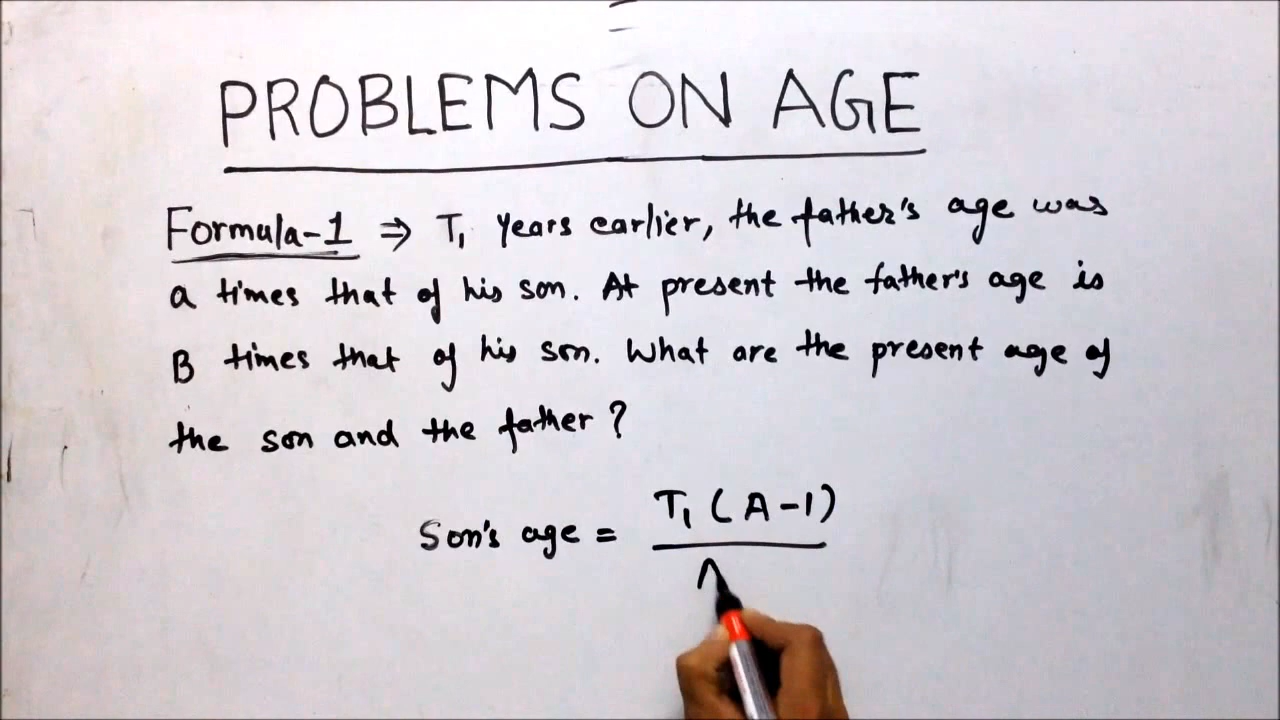 PROBLEMS ON AGE
Formula-1 ⇒ T₁ years earlier, the father's age was
a times that of his son. At present the father's age is
B times that of his son. What are the present age of
the son and the father ?
Son's age = T₁ ( A - 1 )